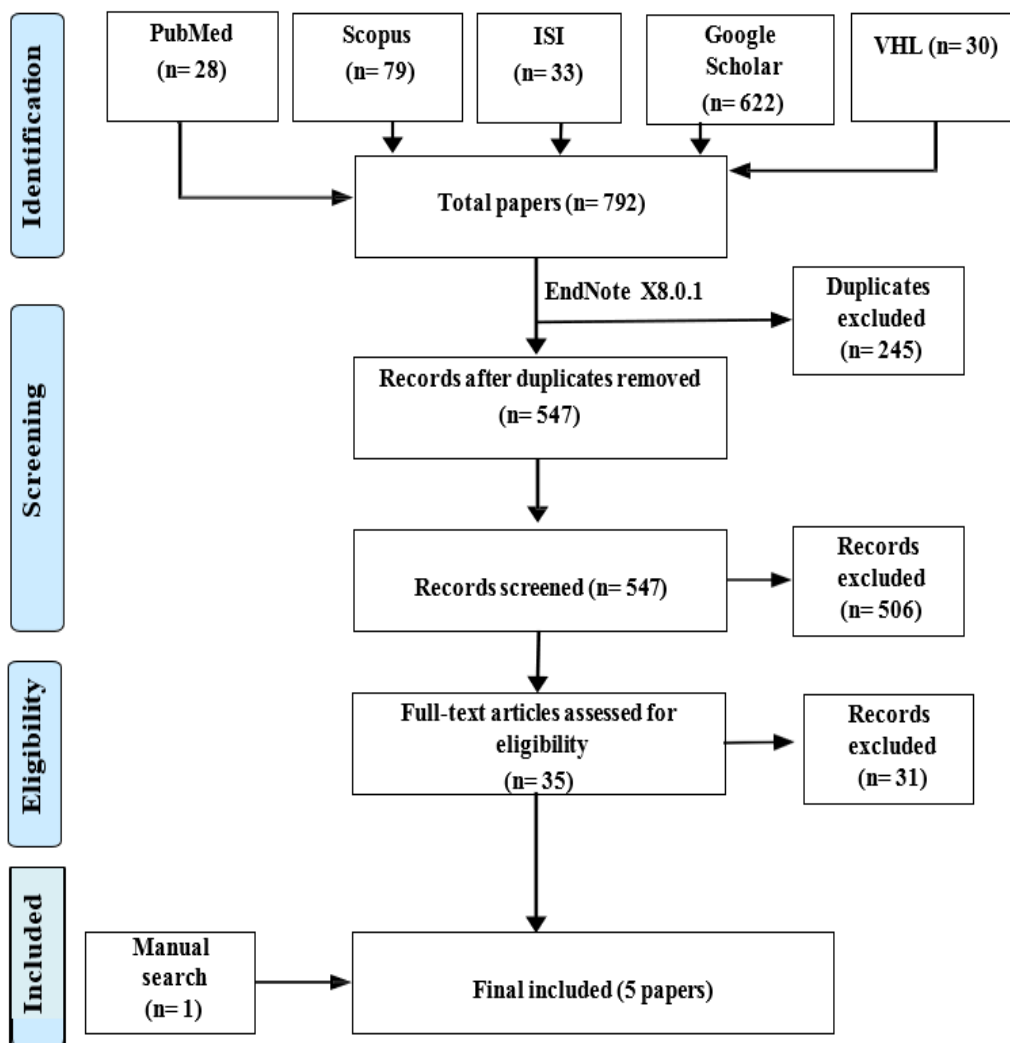 Identification
PubMed
(n= 28)
Scopus
(n= 79)
ISI
(n= 33)
Google
Scholar
(n= 622)
VHL (n= 30)
Total papers (n= 792)
EndNote X8.0.1
Duplicates
excluded
(n= 245)
Screening
Records after duplicates removed
(n= 547)
Records screened (n= 547)
Records
excluded
(n= 506)
Eligibility
Full-text articles assessed for
eligibility
(n= 35)
Records
excluded
(n= 31)
Included
Manual
search
(n= 1)
Final included (5 papers)